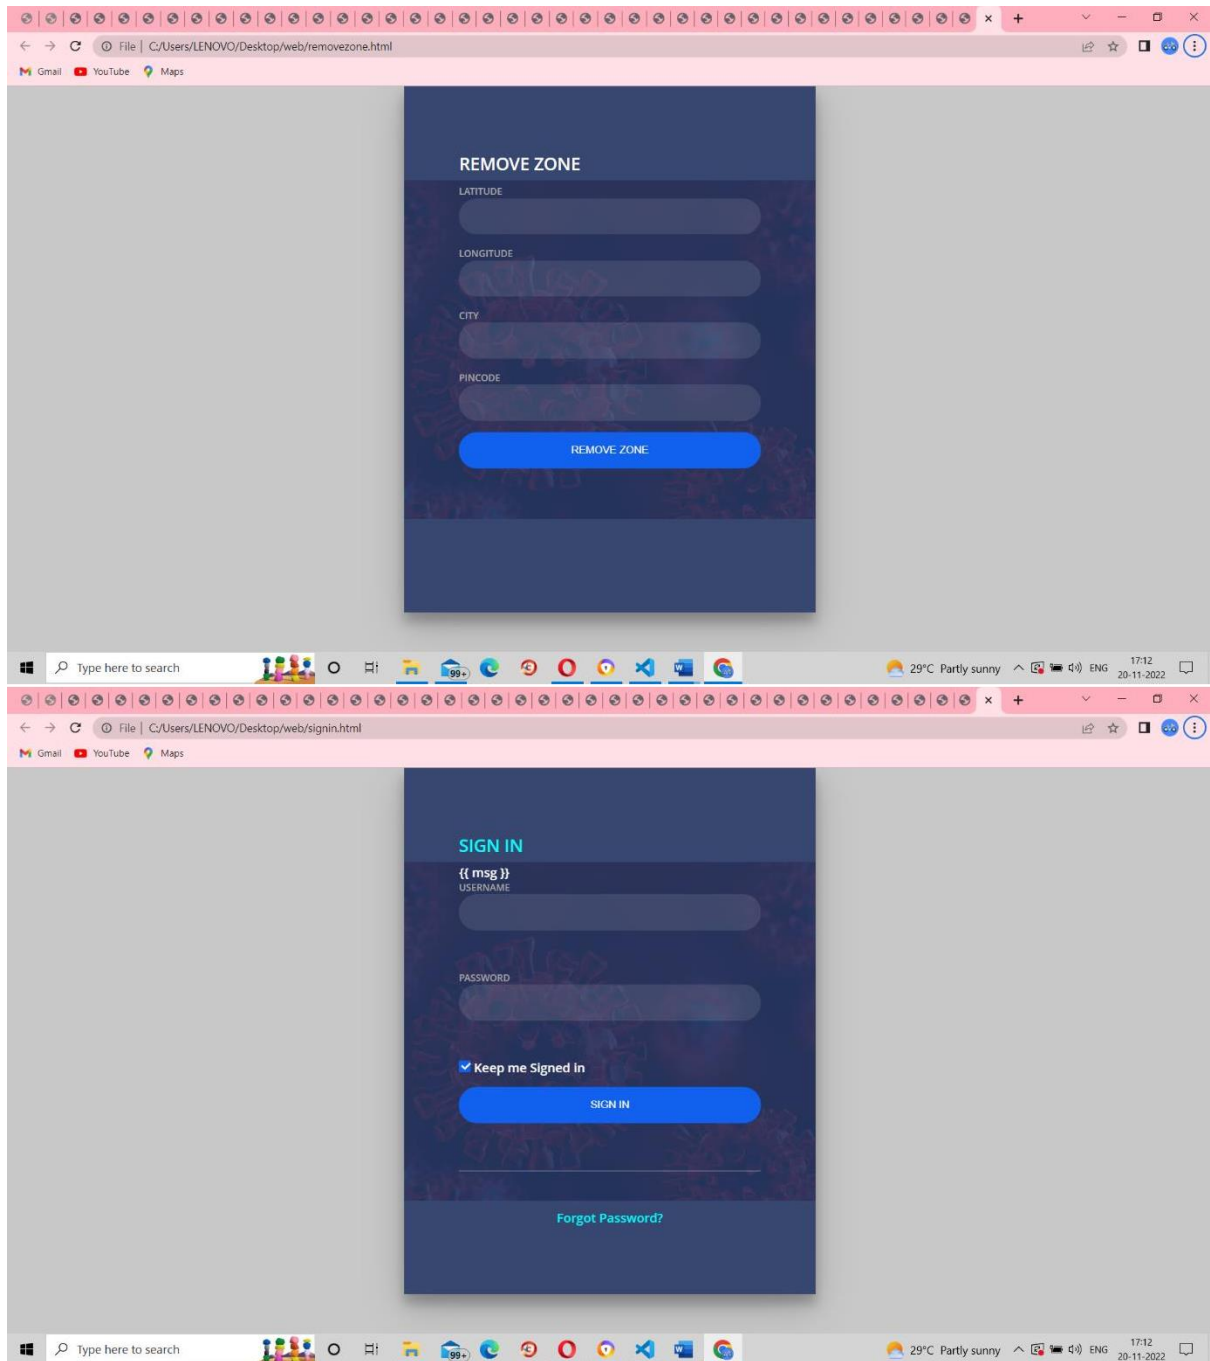 File | C:/Users/LENOVO/Desktop/web/removezone.html
Gmail YouTube Maps
REMOVE ZONE
LATITUDE
LONGITUDE
CITY
PINCODE
REMOVE ZONE
Type here to search 99+ 29°C Partly sunny ENG 17:12
20-11-2022
File | C:/Users/LENOVO/Desktop/web/signin.html
Gmail YouTube Maps
SIGN IN
{{ msg }}
USERNAME
PASSWORD
Keep me Signed in
SIGN IN
Forgot Password?
Type here to search 99+ 29°C Partly sunny ENG 17:12
20-11-2022